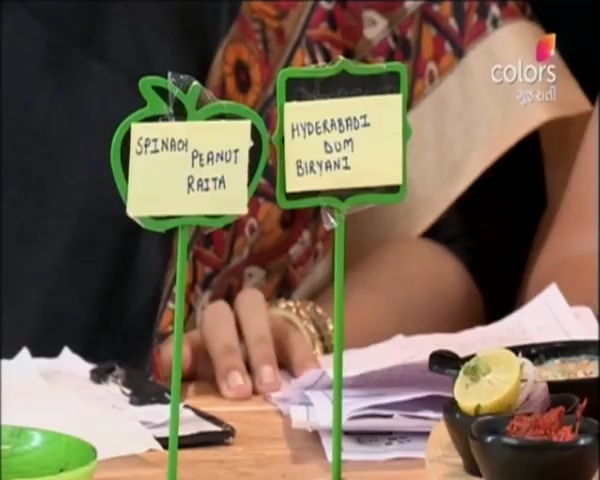 colors
ગુજરાતી
SPINACH
PEANUT
RAITA
HYDERABADI
DUM
BIRYANI